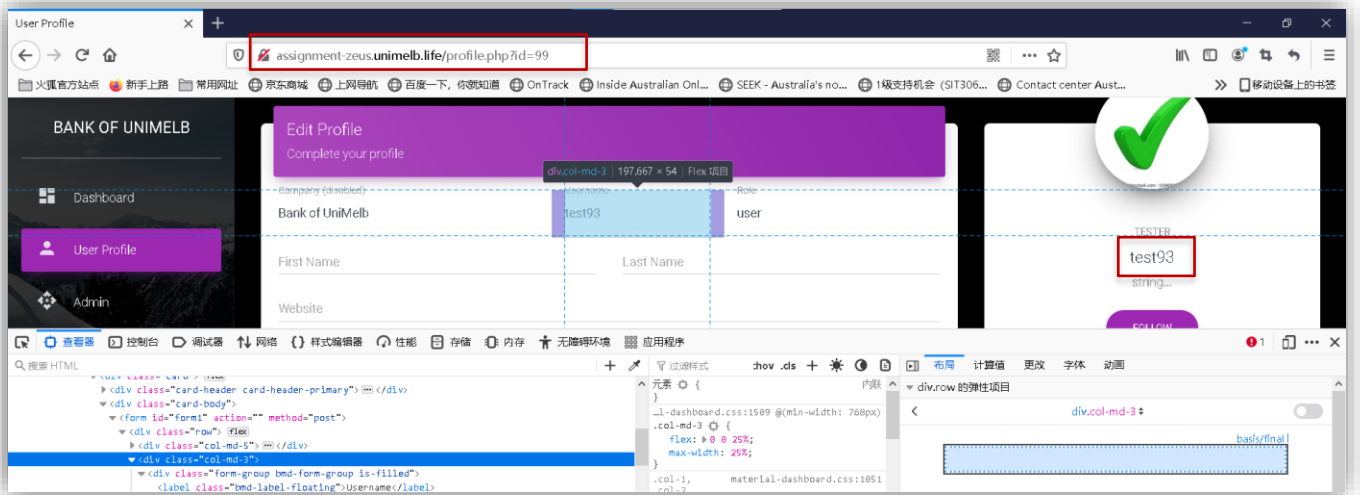 User Profile
assignment-zeus.unimelb.life/profile.php?id=99
火狐官方站点 新手上路 常用网址 京东商城 上网导航 百度一下，你就知道 OnTrack Inside Australian Onl... SEEK - Australia's no... 1级支持机会 (SIT306... Contact center Aust... 移动设备上的书签
BANK OF UNIMELB
Dashboard
User Profile
Admin
Edit Profile
Complete your profile
div.col-md-3 197.667 × 54 Flex 项目
Company (disabled) Username Role
Bank of UniMelb test93 user
First Name Last Name
Website
TESTER
test93
string...
FOLLOW
查看器 控制台 调试器 网络 {} 样式编辑器 性能 存储 内存 无障碍环境 应用程序 1
搜索 HTML
<div class="card"> flex
<div class="card-header card-header-primary"> </div>
<div class="card-body">
<form id="form1" action="" method="post">
<div class="row"> flex
<div class="col-md-5"> </div>
<div class="col-md-3">
<div class="form-group bmd-form-group is-filled">
<label class="bmd-label-floating">Username</label>
过滤样式 :hov .cls
元素 { 内联
}
…l-dashboard.css:1509 @(min-width: 768px)
.col-md-3 {
flex: 0 0 25%;
max-width: 25%;
}
.col-1, material-dashboard.css:1051
.col-2
布局 计算值 更改 字体 动画
div.row 的弹性项目
div.col-md-3
basis/final